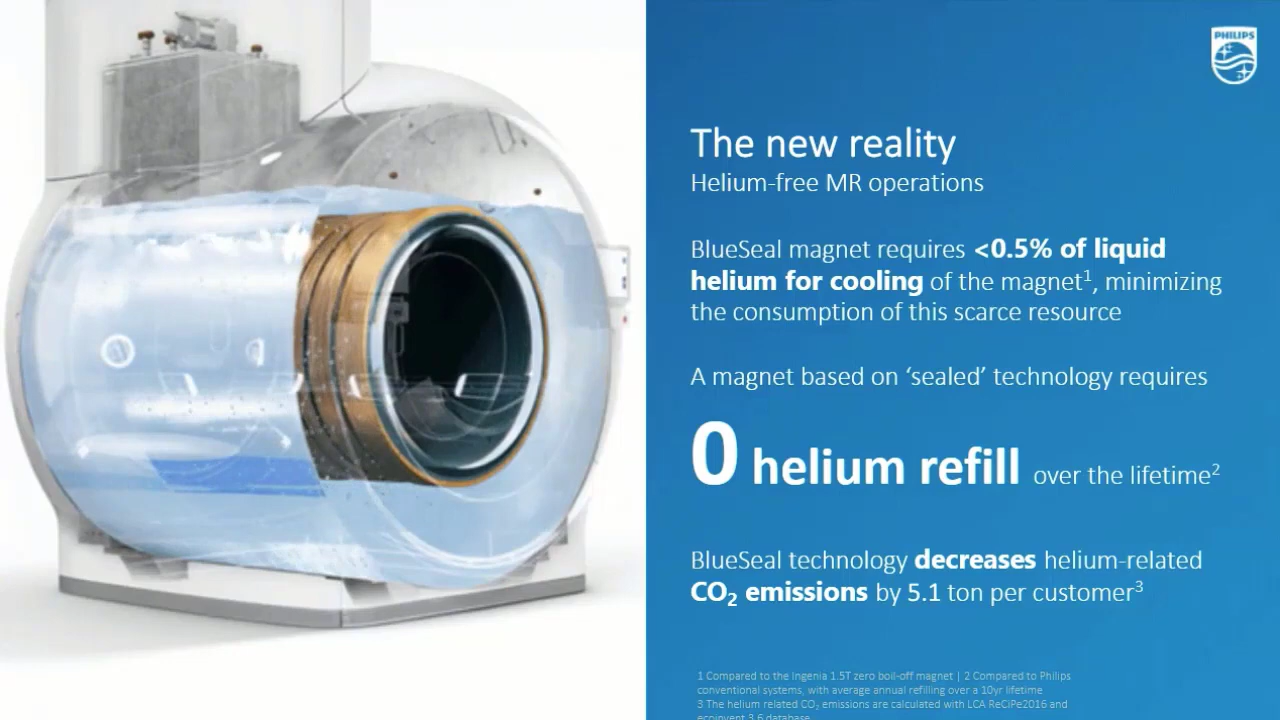 PHILIPS
The new reality
Helium-free MR operations
BlueSeal magnet requires <0.5% of liquid
helium for cooling of the magnet¹, minimizing
the consumption of this scarce resource
A magnet based on ‘sealed’ technology requires
0 helium refill over the lifetime²
BlueSeal technology decreases helium-related
CO₂ emissions by 5.1 ton per customer³
1 Compared to the Ingenia 1.5T zero boil-off magnet | 2 Compared to Philips
conventional systems, with average annual refilling over a 10yr lifetime
3 The helium related CO₂ emissions are calculated with LCA ReCiPe2016 and
ecoinvent 3.6 database